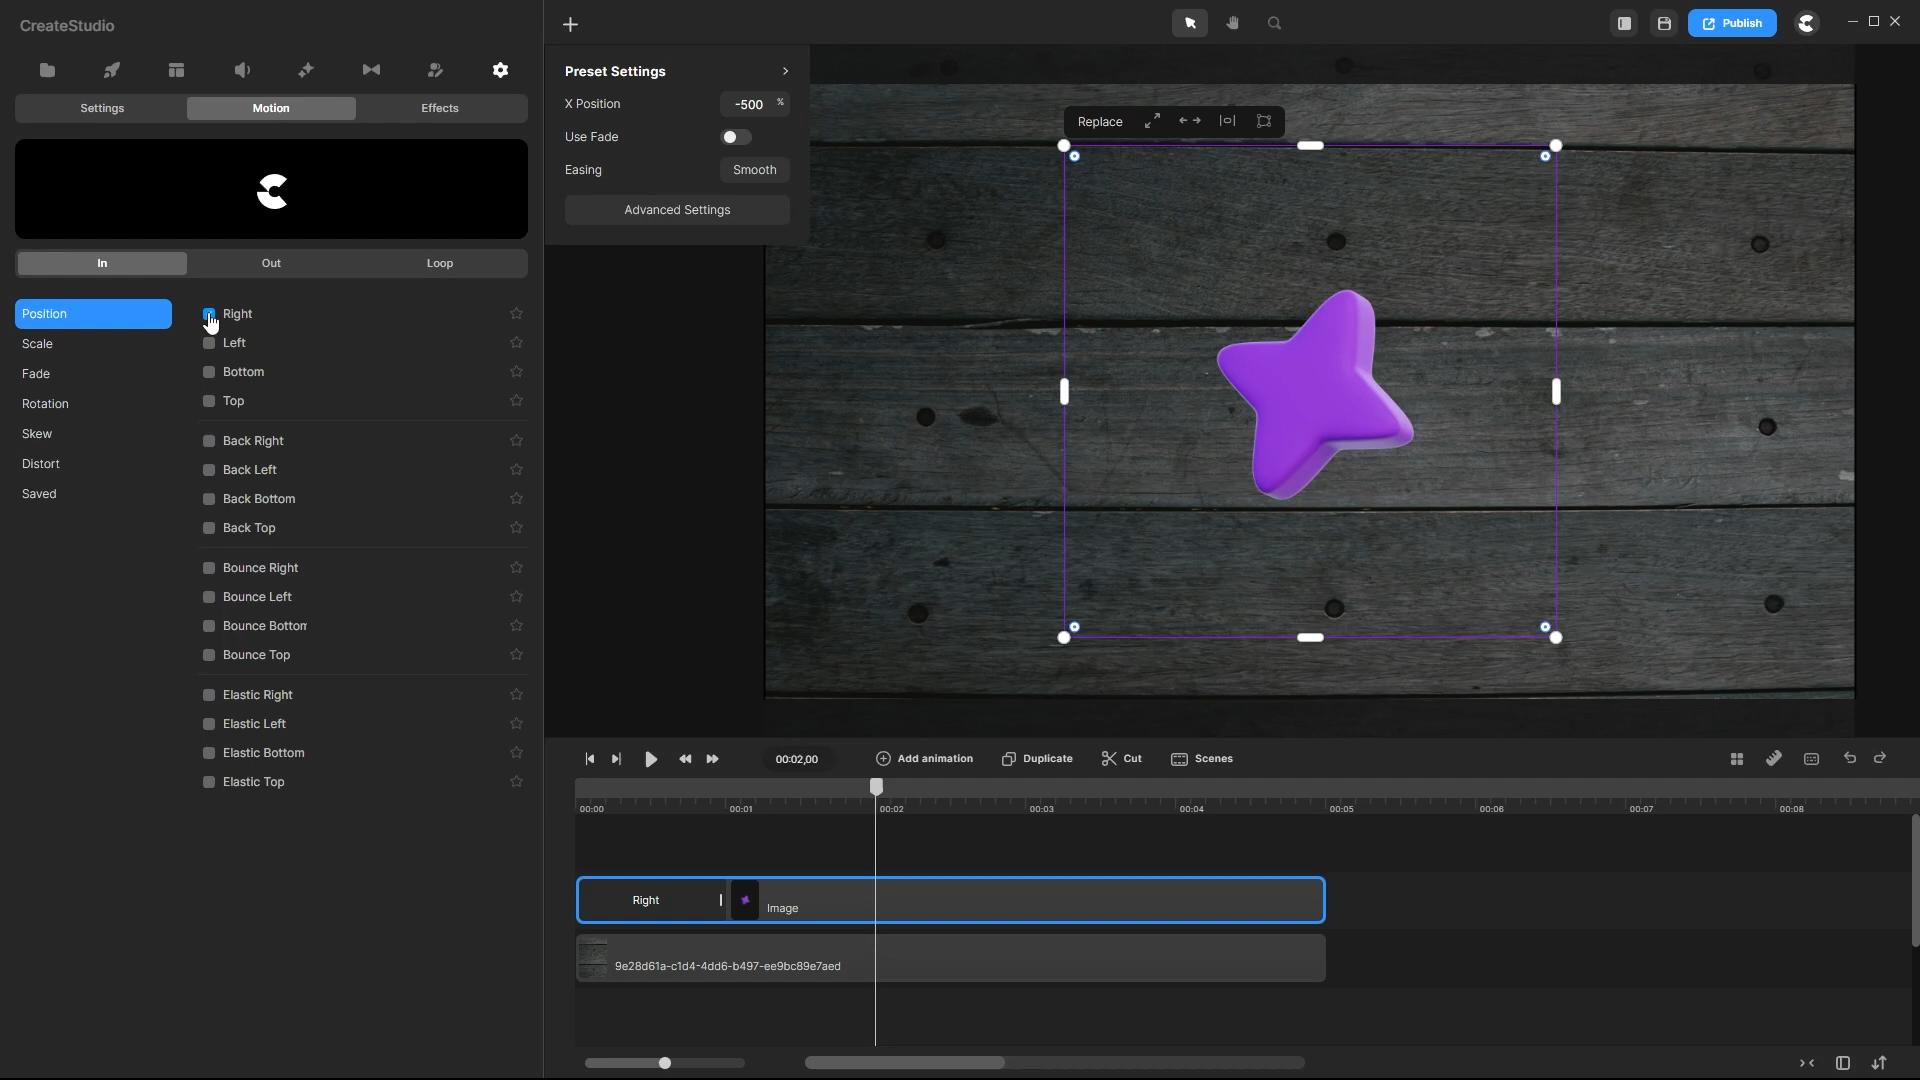 CreateStudio
Publish
Settings
Motion
Effects
In
Out
Loop
Position
Scale
Fade
Rotation
Skew
Distort
Saved
Right
Left
Bottom
Top
Back Right
Back Left
Back Bottom
Back Top
Bounce Right
Bounce Left
Bounce Bottom
Bounce Top
Elastic Right
Elastic Left
Elastic Bottom
Elastic Top
Preset Settings
X Position -500 %
Use Fade
Easing Smooth
Advanced Settings
Replace
00:02,00
Add animation
Duplicate
Cut
Scenes
00:00 00:01 00:02 00:03 00:04 00:05 00:06 00:07 00:08
Right
Image
9e28d61a-c1d4-4dd6-b497-ee9bc89e7aed